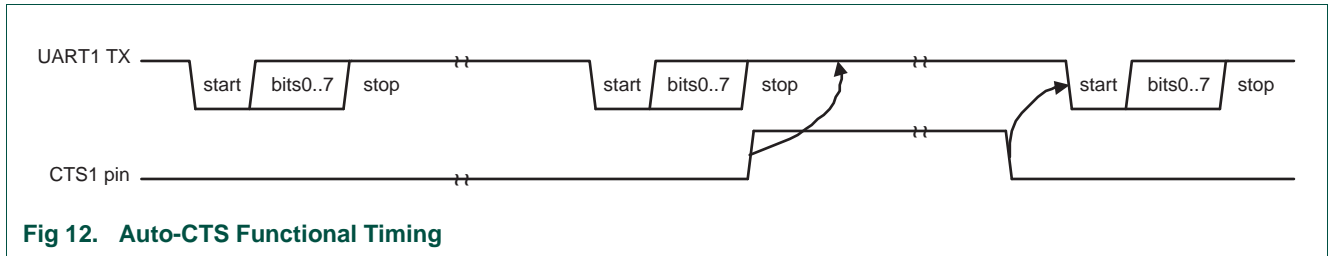 UART1 TX
start bits0..7 stop start bits0..7 stop start bits0..7 stop
CTS1 pin
Fig 12. Auto-CTS Functional Timing